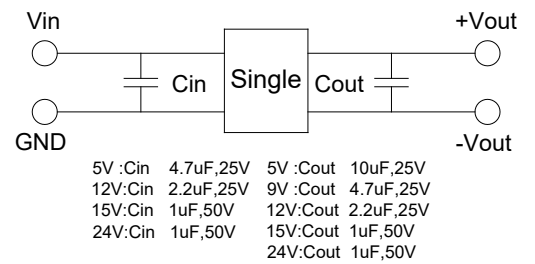 Vin +Vout
Cin Single Cout
GND -Vout
5V :Cin 4.7uF,25V 5V :Cout 10uF,25V
12V:Cin 2.2uF,25V 9V :Cout 4.7uF,25V
15V:Cin 1uF,50V 12V:Cout 2.2uF,25V
24V:Cin 1uF,50V 15V:Cout 1uF,50V
24V:Cout 1uF,50V